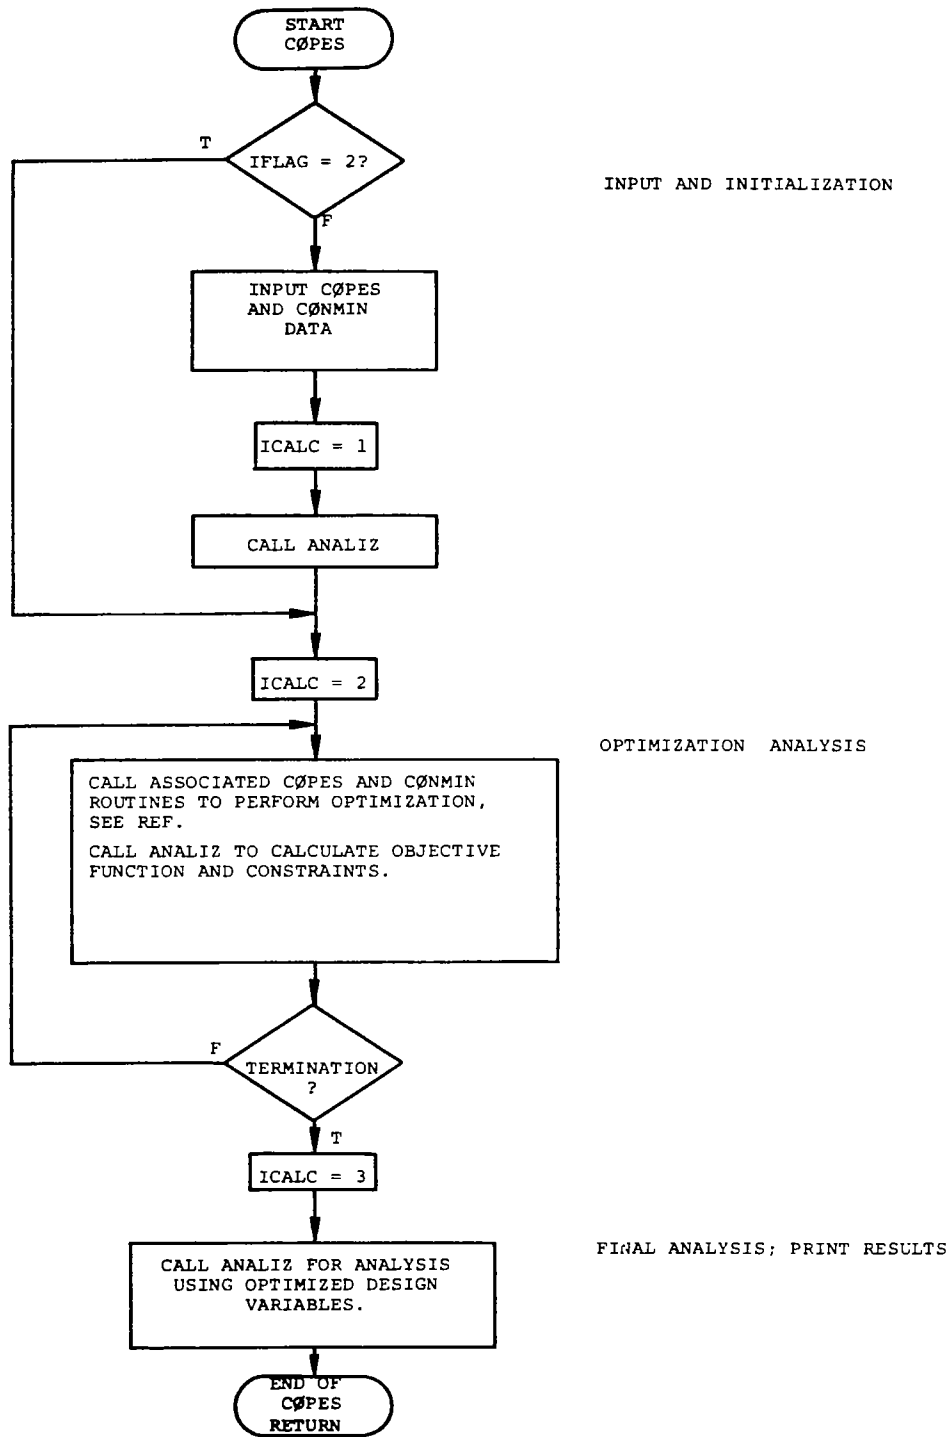 START
CØPES
T
IFLAG = 2?
INPUT AND INITIALIZATION
F
INPUT CØPES
AND CØNMIN
DATA
ICALC = 1
CALL ANALIZ
ICALC = 2
OPTIMIZATION ANALYSIS
CALL ASSOCIATED CØPES AND CØNMIN
ROUTINES TO PERFORM OPTIMIZATION,
SEE REF.
CALL ANALIZ TO CALCULATE OBJECTIVE
FUNCTION AND CONSTRAINTS.
F
TERMINATION
?
T
ICALC = 3
FINAL ANALYSIS; PRINT RESULTS
CALL ANALIZ FOR ANALYSIS
USING OPTIMIZED DESIGN
VARIABLES.
END OF
CØPES
RETURN